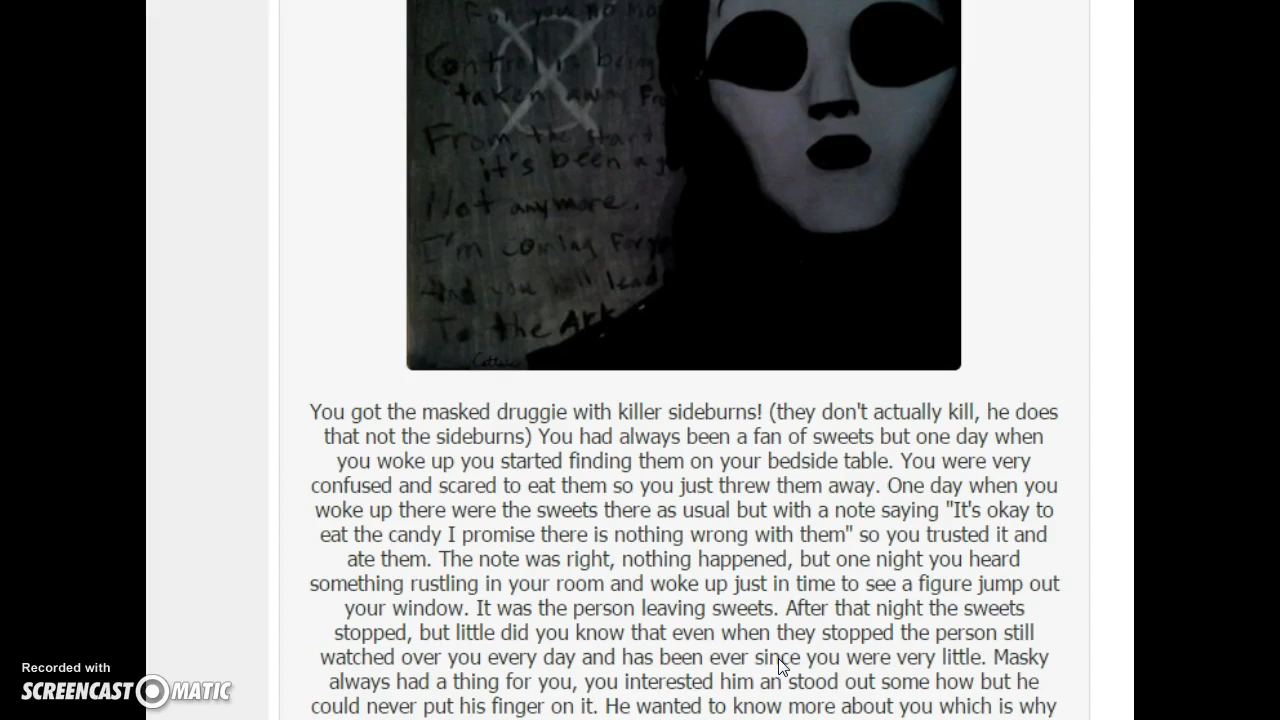 For you no mo
Control is being
taken away Fro
From the start
it's been a g
Not anymore.
I'm coming For yo
And you will lead
To the Ark
You got the masked druggie with killer sideburns! (they don't actually kill, he does
that not the sideburns) You had always been a fan of sweets but one day when
you woke up you started finding them on your bedside table. You were very
confused and scared to eat them so you just threw them away. One day when you
woke up there were the sweets there as usual but with a note saying "It's okay to
eat the candy I promise there is nothing wrong with them" so you trusted it and
ate them. The note was right, nothing happened, but one night you heard
something rustling in your room and woke up just in time to see a figure jump out
your window. It was the person leaving sweets. After that night the sweets
stopped, but little did you know that even when they stopped the person still
watched over you every day and has been ever since you were very little. Masky
always had a thing for you, you interested him an stood out some how but he
could never put his finger on it. He wanted to know more about you which is why
Recorded with
SCREENCAST O MATIC